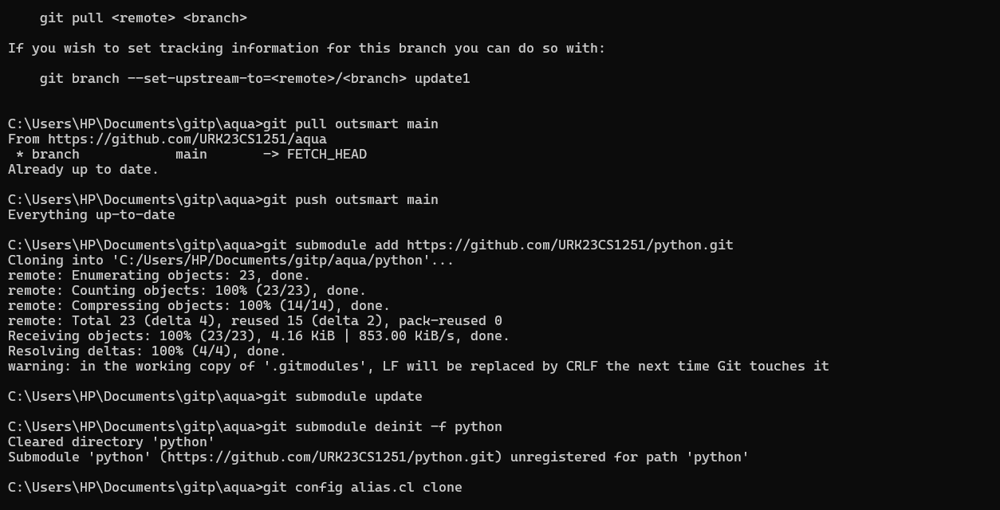 git pull <remote> <branch>

If you wish to set tracking information for this branch you can do so with:

    git branch --set-upstream-to=<remote>/<branch> update1


C:\Users\HP\Documents\gitp\aqua>git pull outsmart main
From https://github.com/URK23CS1251/aqua
 * branch            main       -> FETCH_HEAD
Already up to date.

C:\Users\HP\Documents\gitp\aqua>git push outsmart main
Everything up-to-date

C:\Users\HP\Documents\gitp\aqua>git submodule add https://github.com/URK23CS1251/python.git
Cloning into 'C:/Users/HP/Documents/gitp/aqua/python'...
remote: Enumerating objects: 23, done.
remote: Counting objects: 100% (23/23), done.
remote: Compressing objects: 100% (14/14), done.
remote: Total 23 (delta 4), reused 15 (delta 2), pack-reused 0
Receiving objects: 100% (23/23), 4.16 KiB | 853.00 KiB/s, done.
Resolving deltas: 100% (4/4), done.
warning: in the working copy of '.gitmodules', LF will be replaced by CRLF the next time Git touches it

C:\Users\HP\Documents\gitp\aqua>git submodule update

C:\Users\HP\Documents\gitp\aqua>git submodule deinit -f python
Cleared directory 'python'
Submodule 'python' (https://github.com/URK23CS1251/python.git) unregistered for path 'python'

C:\Users\HP\Documents\gitp\aqua>git config alias.cl clone